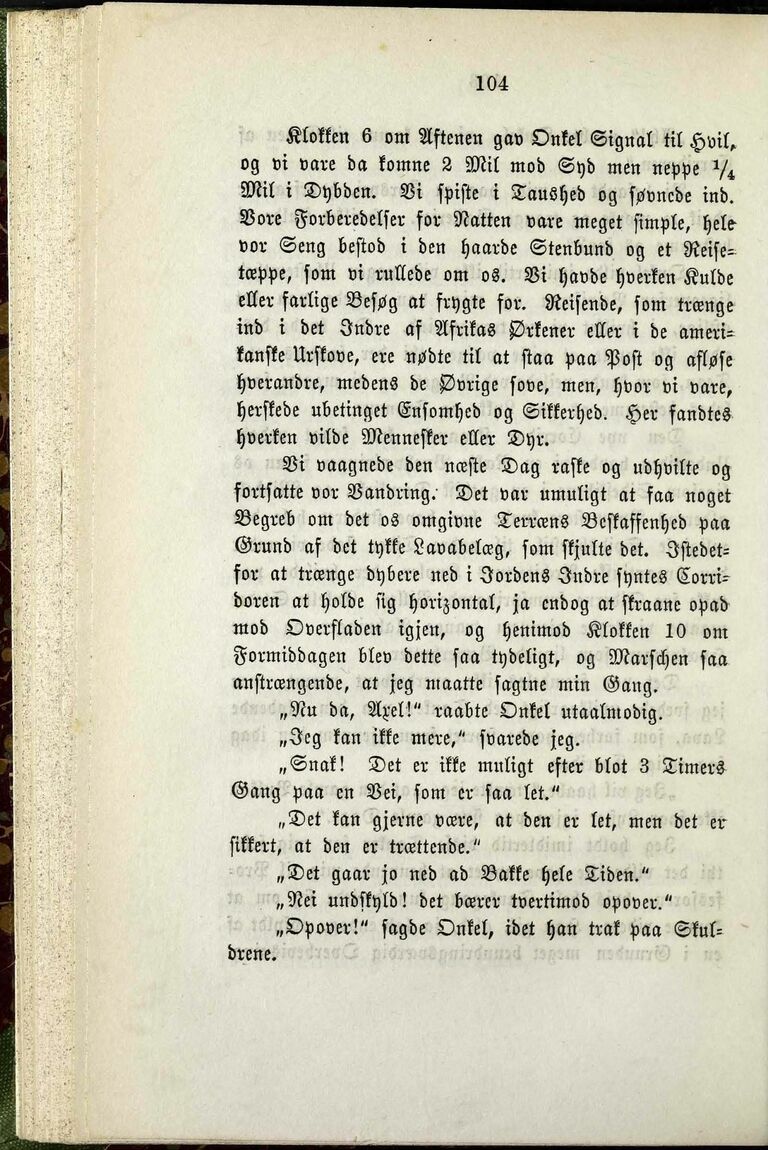 104
Klokken 6 om Aftenen gav Onkel Signal til Hvil,
og vi vare da komne 2 Mil mod Syd men neppe 1/4
Mil i Dybden. Vi spiste i Taushed og søvnede ind.
Vore Forberedelser for Natten vare meget simple, hele
vor Seng bestod i den haarde Stenbund og et Reise-
tæppe, som vi rullede om os. Vi havde hverken Kulde
eller farlige Besøg at frygte for. Reisende, som trænge
ind i det Indre af Afrikas Ørkener eller i de ameri-
kanske Urskove, ere nødte til at staa paa Post og afløse
hverandre, medens de Øvrige sove, men, hvor vi vare,
herskede ubetinget Ensomhed og Sikkerhed. Her fandtes
hverken vilde Mennesker eller Dyr.
Vi vaagnede den næste Dag raske og udhvilte og
fortsatte vor Vandring. Det var umuligt at faa noget
Begreb om det os omgivne Terræns Beskaffenhed paa
Grund af det tykke Lavabelæg, som skjulte det. Istedet-
for at trænge dybere ned i Jordens Indre syntes Corri-
doren at holde sig horizontal, ja endog at skraane opad
mod Overfladen igjen, og henimod Klokken 10 om
Formiddagen blev dette saa tydeligt, og Marschen saa
anstrængende, at jeg maatte sagtne min Gang.
„Nu da, Axel!" raabte Onkel utaalmodig.
„Jeg kan ikke mere," svarede jeg.
„Snak! Det er ikke muligt efter blot 3 Timers
Gang paa en Vei, som er saa let."
„Det kan gjerne være, at den er let, men det er
sikkert, at den er trættende."
„Det gaar jo ned ad Bakke hele Tiden."
„Nei undskyld! det bærer tvertimod opover."
„Opover!" sagde Onkel, idet han trak paa Skul-
drene.